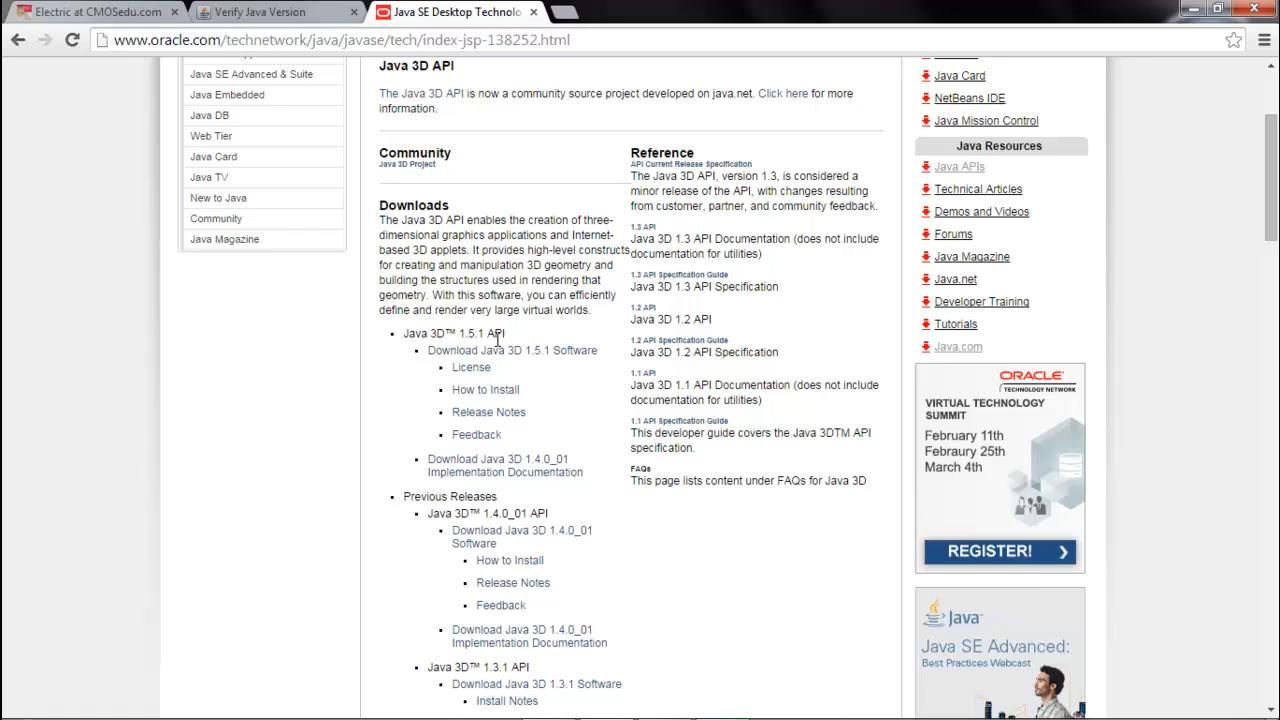 Electric at CMOSedu.com
Verify Java Version
Java SE Desktop Technolo
www.oracle.com/technetwork/java/javase/tech/index-jsp-138252.html
Java SE Advanced & Suite
Java Embedded
Java DB
Web Tier
Java Card
Java TV
New to Java
Community
Java Magazine
Java 3D API
The Java 3D API is now a community source project developed on java.net. Click here for more
information.
Community
Java 3D Project
Downloads
The Java 3D API enables the creation of three-
dimensional graphics applications and Internet-
based 3D applets. It provides high-level constructs
for creating and manipulation 3D geometry and
building the structures used in rendering that
geometry. With this software, you can efficiently
define and render very large virtual worlds.
Java 3D™ 1.5.1 API
Download Java 3D 1.5.1 Software
License
How to Install
Release Notes
Feedback
Download Java 3D 1.4.0_01
Implementation Documentation
Previous Releases
Java 3D™ 1.4.0_01 API
Download Java 3D 1.4.0_01
Software
How to Install
Release Notes
Feedback
Download Java 3D 1.4.0_01
Implementation Documentation
Java 3D™ 1.3.1 API
Download Java 3D 1.3.1 Software
Install Notes
Reference
API Current Release Specification
The Java 3D API, version 1.3, is considered a
minor release of the API, with changes resulting
from customer, partner, and community feedback.
1.3 API
Java 3D 1.3 API Documentation (does not include
documentation for utilities)
1.3 API Specification Guide
Java 3D 1.3 API Specification
1.2 API
Java 3D 1.2 API
1.2 API Specification Guide
Java 3D 1.2 API Specification
1.1 API
Java 3D 1.1 API Documentation (does not include
documentation for utilities)
1.1 API Specification Guide
This developer guide covers the Java 3DTM API
specification.
FAQs
This page lists content under FAQs for Java 3D
Java Card
NetBeans IDE
Java Mission Control
Java Resources
Java APIs
Technical Articles
Demos and Videos
Forums
Java Magazine
Java.net
Developer Training
Tutorials
Java.com
ORACLE
TECHNOLOGY NETWORK
VIRTUAL TECHNOLOGY
SUMMIT
February 11th
Febraury 25th
March 4th
REGISTER!
Java™
Java SE Advanced:
Best Practices Webcast